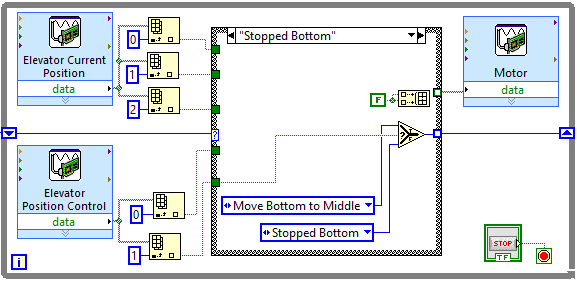 "Stopped Bottom"
0
Elevator Current
Position
data
1
2
Motor
data
F
?
F
Elevator
Position Control
data
0
1
Move Bottom to Middle
Stopped Bottom
STOP
TF
i